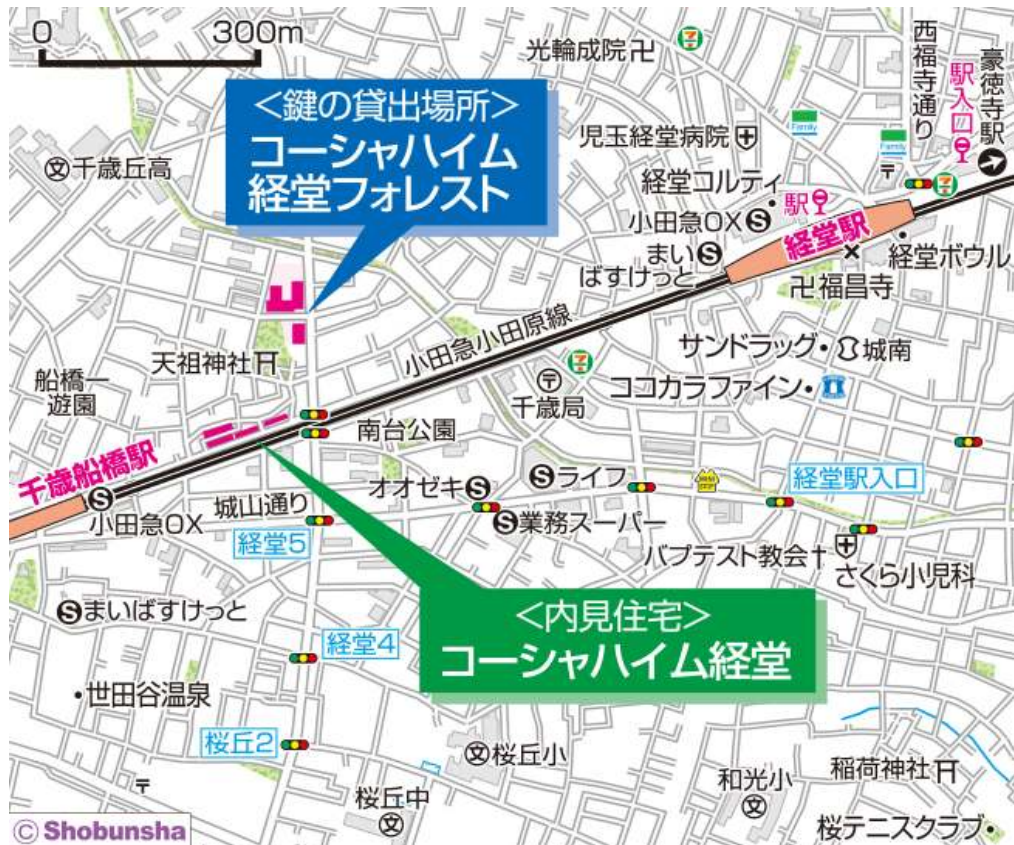 0
300m
光輪成院
西福寺通り
豪徳寺駅
駅入口
<鍵の貸出場所>
コーシャハイム
経堂フォレスト
千歳丘高
児玉経堂病院
Family
Family
経堂コルティ
小田急OX
駅
まい
ばすけっと
経堂駅
経堂ボウル
福昌寺
小田急小田原線
天祖神社
サンドラッグ
城南
船橋一
遊園
千歳局
ココカラファイン
千歳船橋駅
南台公園
小田急OX
城山通り
オオゼキ
ライフ
経堂駅入口
経堂5
業務スーパー
バプテスト教会
さくら小児科
まいばすけっと
<内見住宅>
コーシャハイム経堂
経堂4
世田谷温泉
桜丘2
桜丘小
桜丘中
和光小
稲荷神社
桜テニスクラブ
© Shobunsha